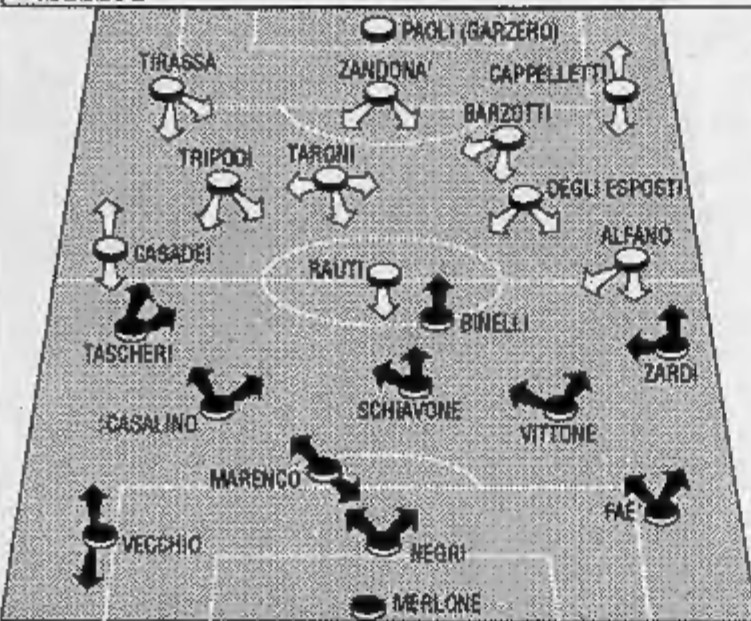 PAOLI (GARZERO)
TIRASSA
ZANDONA'
CAPPELLETTI
BARZOTTI
TRIPODI
TARONI
DEGLI ESPOSTI
CASADEI
RAUTI
ALFANO
TASCHERI
BINELLI
ZARDI
CASALINO
SCHIAVONE
VITTONE
MARENCO
FAE'
VECCHIO
NEGRI
MERLONE